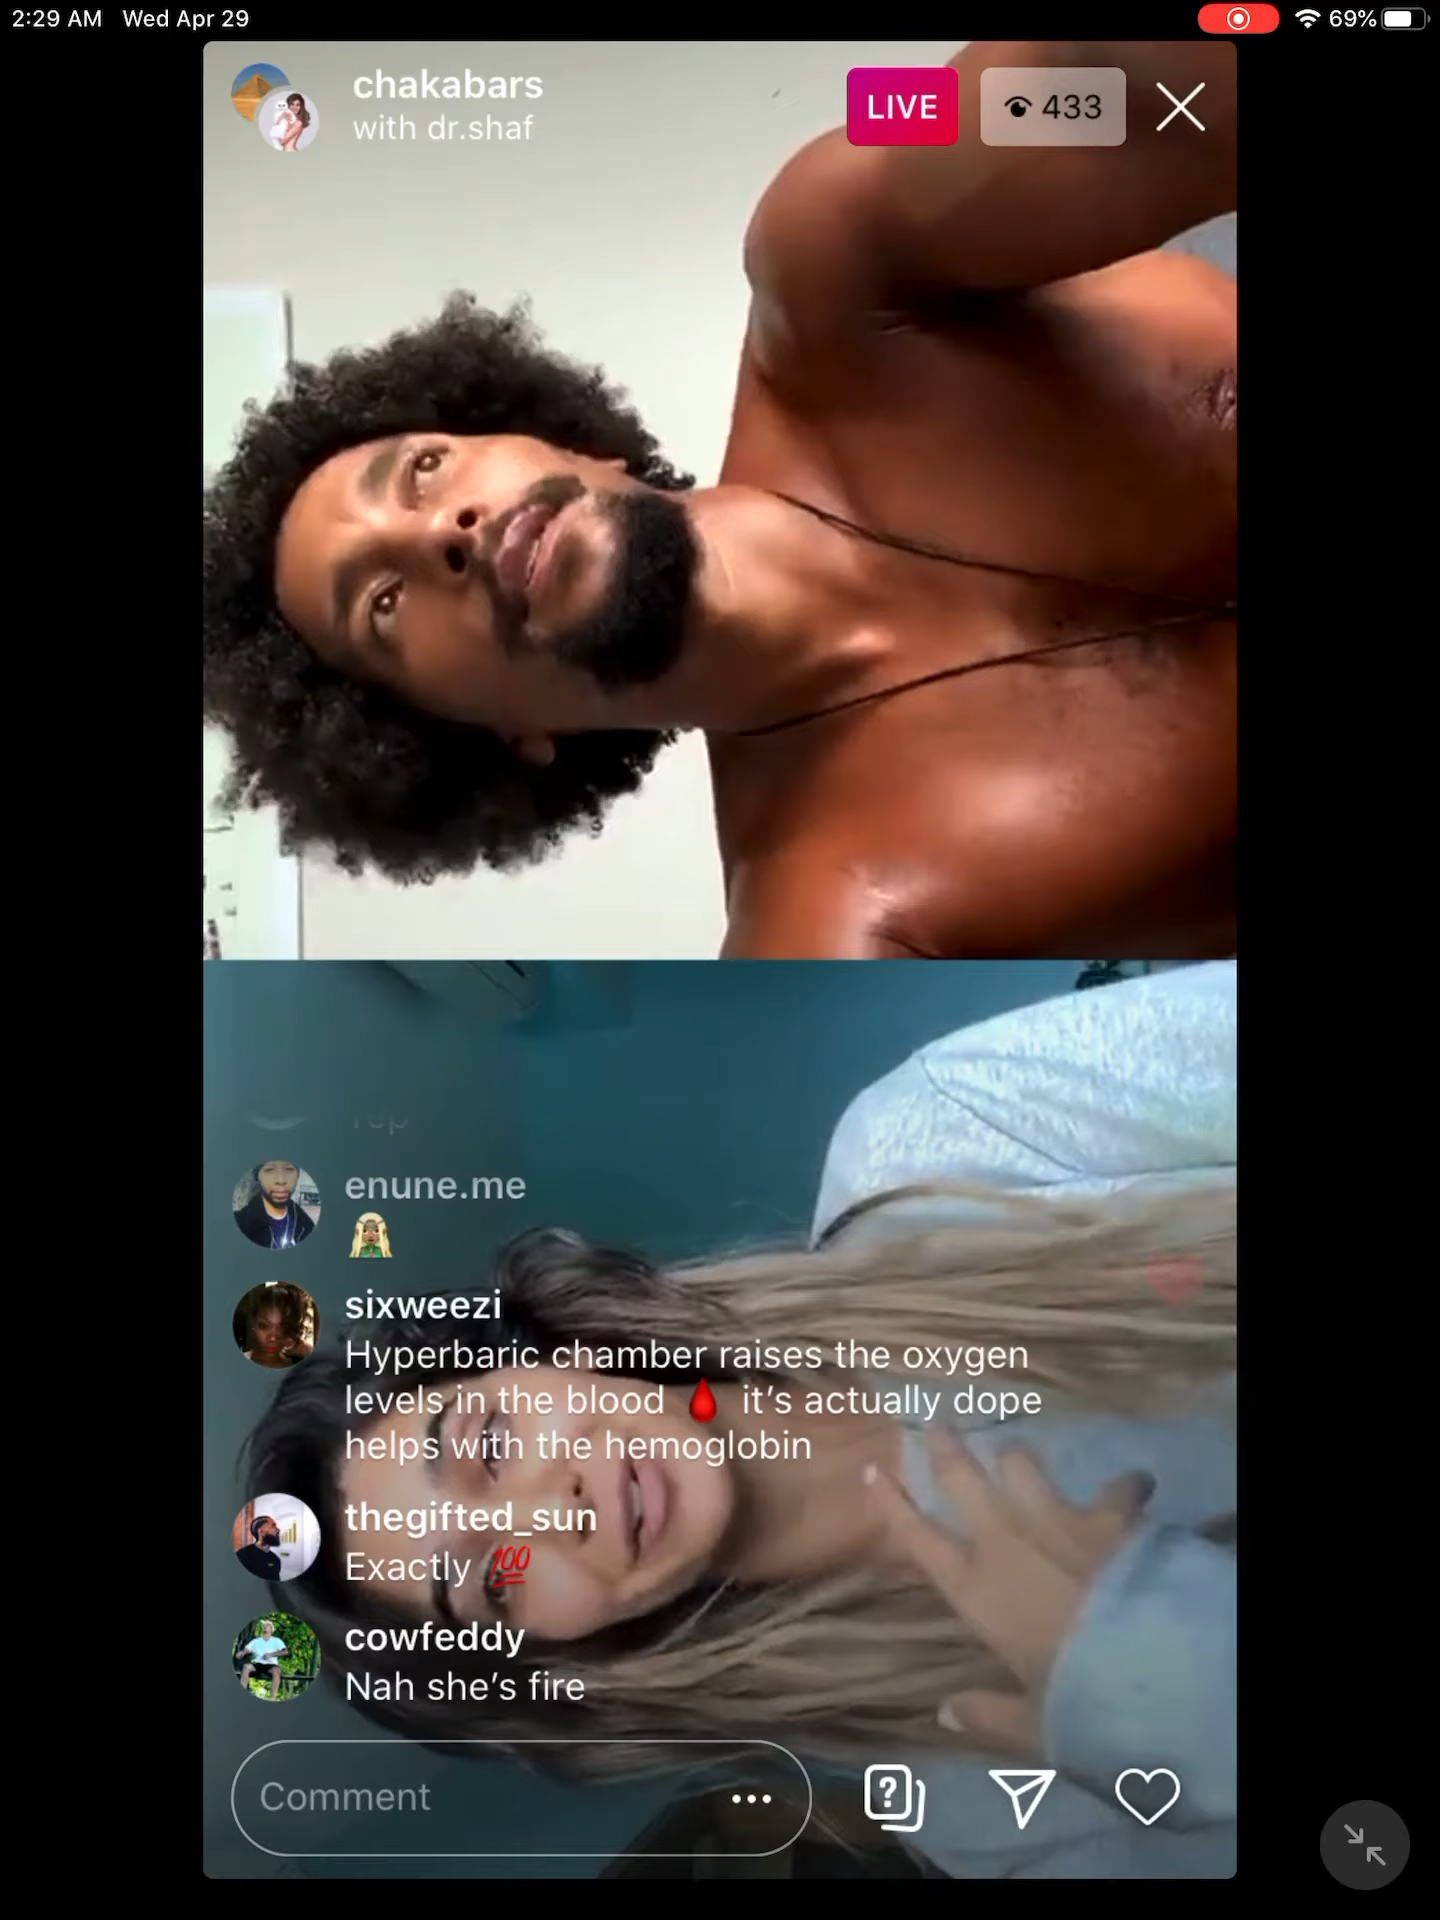 2:29 AM Wed Apr 29
69%
chakabars
with dr.shaf
LIVE
433
enune.me
sixweezi
Hyperbaric chamber raises the oxygen
levels in the blood 🩸 it's actually dope
helps with the hemoglobin
thegifted_sun
Exactly 💯
cowfeddy
Nah she's fire
Comment